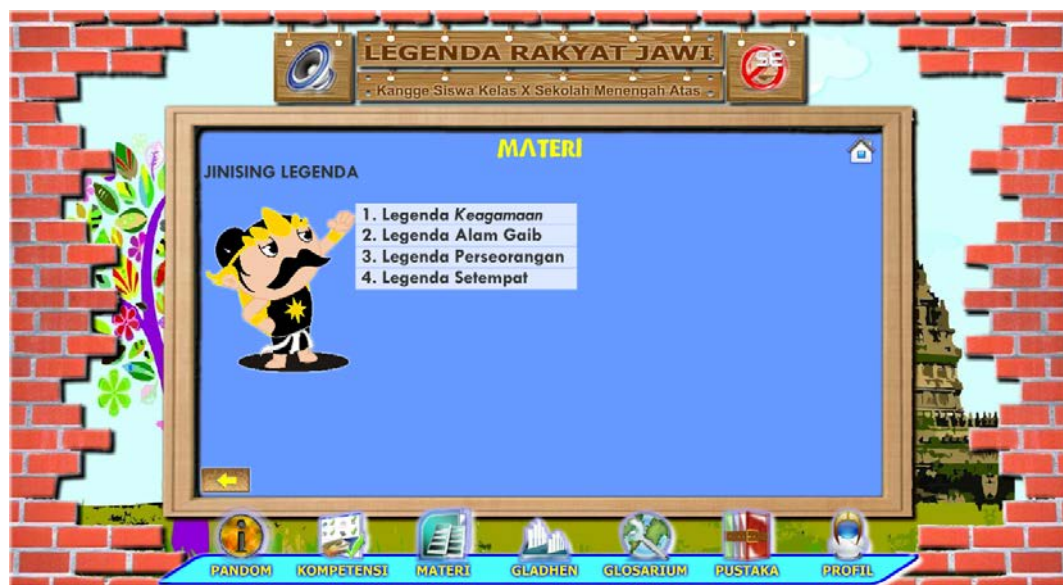 LEGENDA RAKYAT JAWI
Kangge Siswa Kelas X Sekolah Menengah Atas
SE
MATERI
JINISING LEGENDA
1. Legenda Keagamaan
2. Legenda Alam Gaib
3. Legenda Perseorangan
4. Legenda Setempat
PANDOM KOMPETENSI MATERI GLADHEN GLOSARIUM PUSTAKA PROFIL